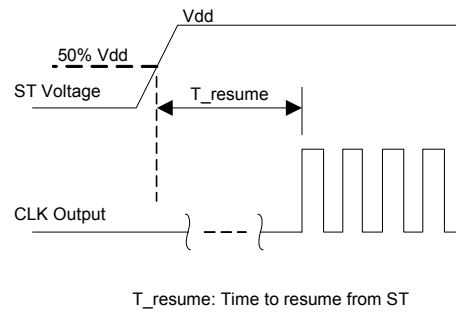 Vdd
50% Vdd
ST Voltage
T_resume
CLK Output
T_resume: Time to resume from ST